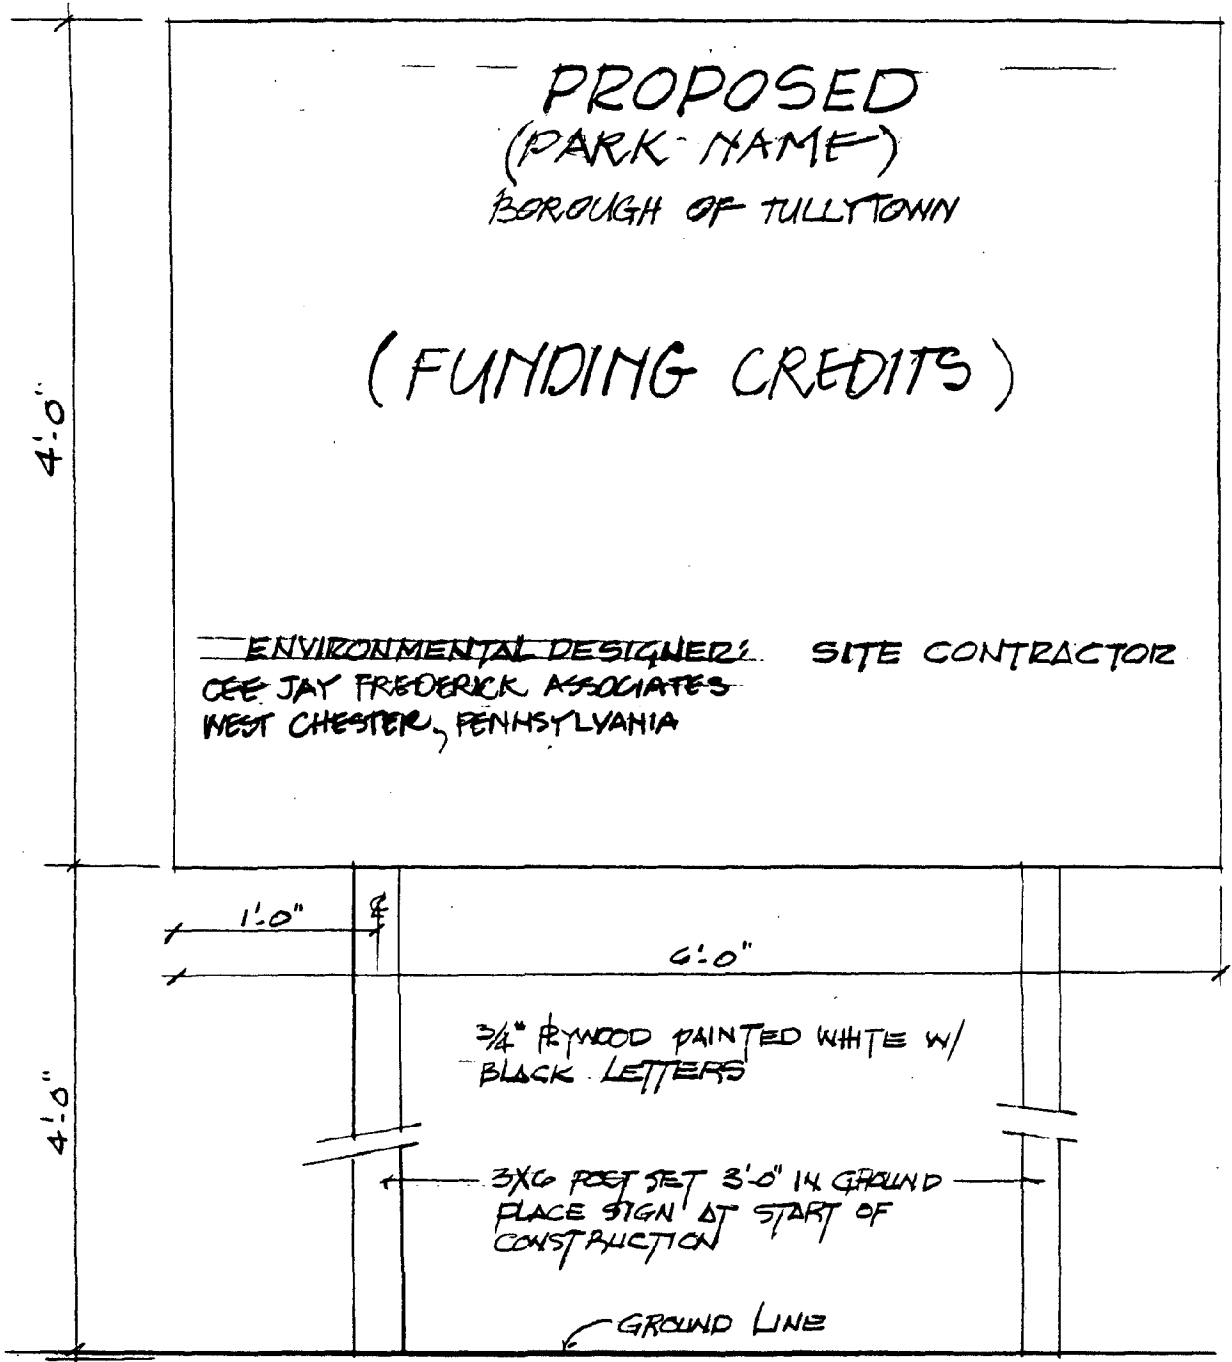 PROPOSED
(PARK NAME)
BOROUGH OF TULLYTOWN
(FUNDING CREDITS)
ENVIRONMENTAL DESIGNER: SITE CONTRACTOR
CEE JAY FREDERICK ASSOCIATES
WEST CHESTER, PENNSYLVANIA
4'-0"
1'-0" ℄
6'-0"
3/4" PLYWOOD PAINTED WHITE W/
BLACK LETTERS
4'-0"
3X6 POST SET 3'-0" IN GROUND
PLACE SIGN AT START OF
CONSTRUCTION
GROUND LINE